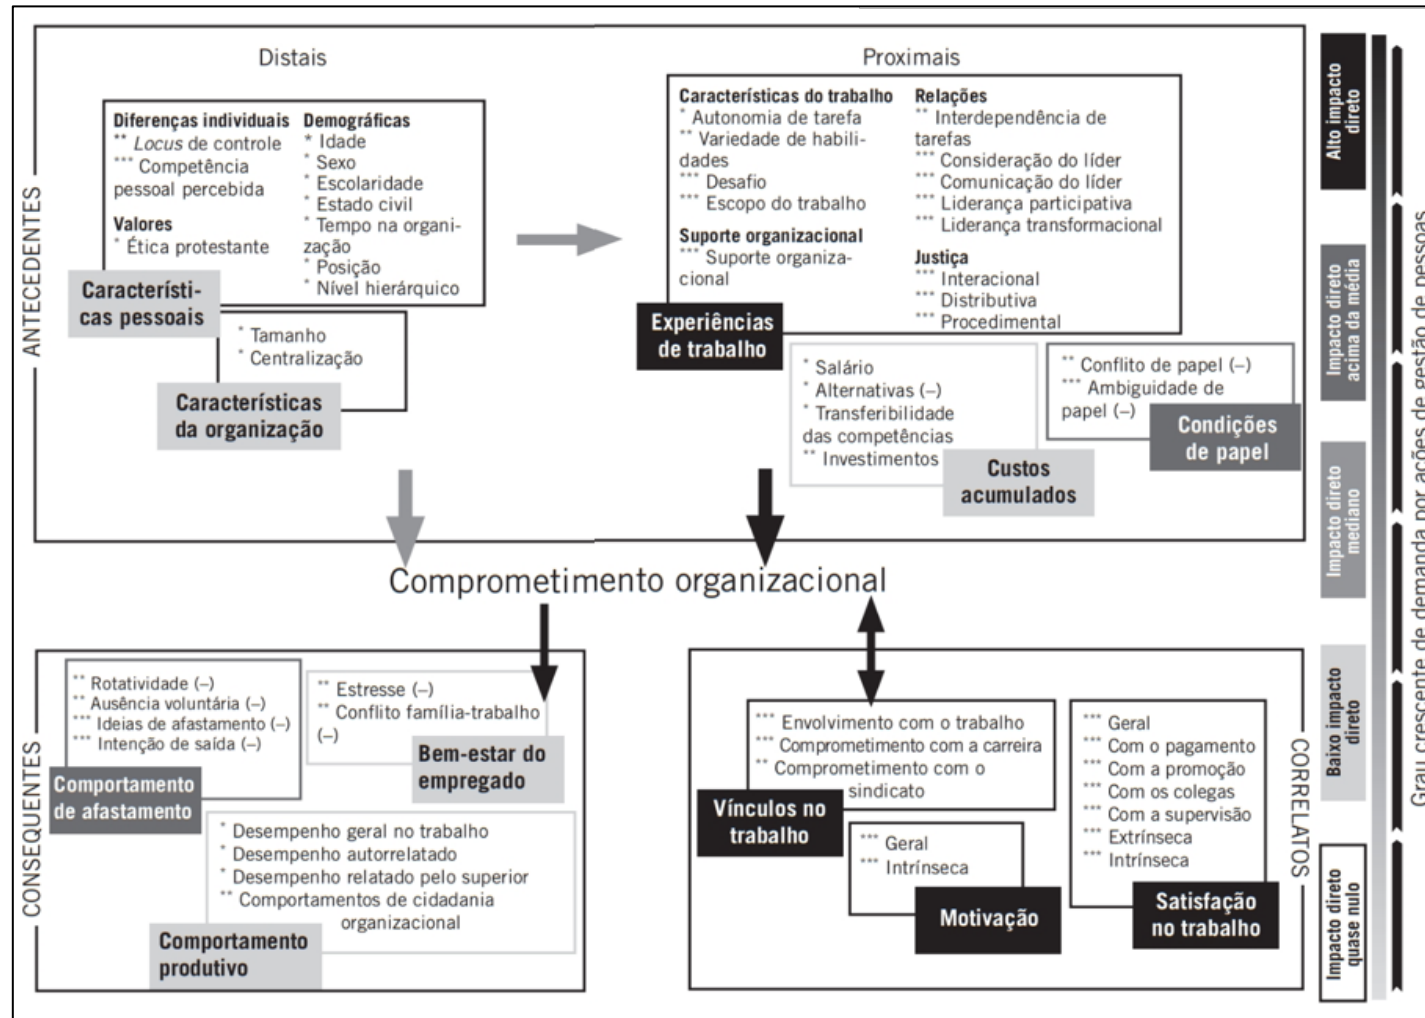 ANTECEDENTES
Distais
Diferenças individuais
** Locus de controle
*** Competência
pessoal percebida
Valores
* Ética protestante
Demográficas
* Idade
* Sexo
* Escolaridade
* Estado civil
* Tempo na organi-
zação
* Posição
* Nível hierárquico
Característi-
cas pessoais
* Tamanho
* Centralização
Características
da organização
Proximais
Características do trabalho
* Autonomia de tarefa
** Variedade de habili-
dades
*** Desafio
*** Escopo do trabalho
Suporte organizacional
*** Suporte organiza-
cional
Relações
** Interdependência de
tarefas
*** Consideração do líder
*** Comunicação do líder
*** Liderança participativa
*** Liderança transformacional
Justiça
*** Interacional
*** Distributiva
*** Procedimental
Experiências
de trabalho
* Salário
* Alternativas (–)
* Transferibilidade
das competências
** Investimentos
Custos
acumulados
** Conflito de papel (–)
*** Ambiguidade de
papel (–)
Condições
de papel
Comprometimento organizacional
CONSEQUENTES
** Rotatividade (–)
** Ausência voluntária (–)
*** Ideias de afastamento (–)
*** Intenção de saída (–)
Comportamento
de afastamento
** Estresse (–)
** Conflito família-trabalho
(–)
Bem-estar do
empregado
* Desempenho geral no trabalho
* Desempenho autorrelatado
* Desempenho relatado pelo superior
** Comportamentos de cidadania
organizacional
Comportamento
produtivo
CORRELATOS
*** Envolvimento com o trabalho
*** Comprometimento com a carreira
** Comprometimento com o
sindicato
Vínculos no
trabalho
*** Geral
*** Intrínseca
Motivação
*** Geral
*** Com o pagamento
*** Com a promoção
*** Com os colegas
*** Com a supervisão
*** Extrínseca
*** Intrínseca
Satisfação
no trabalho
Alto impacto
direto
Impacto direto
acima da média
Impacto direto
mediano
Baixo impacto
direto
Impacto direto
quase nulo
Grau crescente de demanda por ações de gestão de pessoas